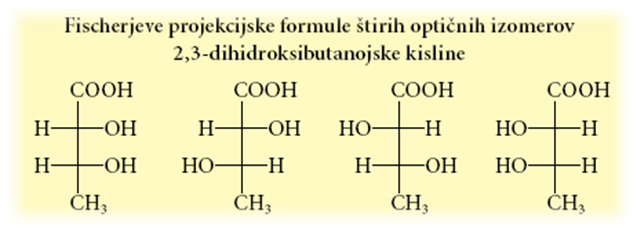 Fischerjeve projekcijske formule štirih optičnih izomerov
2,3-dihidroksibutanojske kisline
COOH COOH COOH COOH
H OH H OH HO H HO H
H OH HO H H OH HO H
CH₃ CH₃ CH₃ CH₃